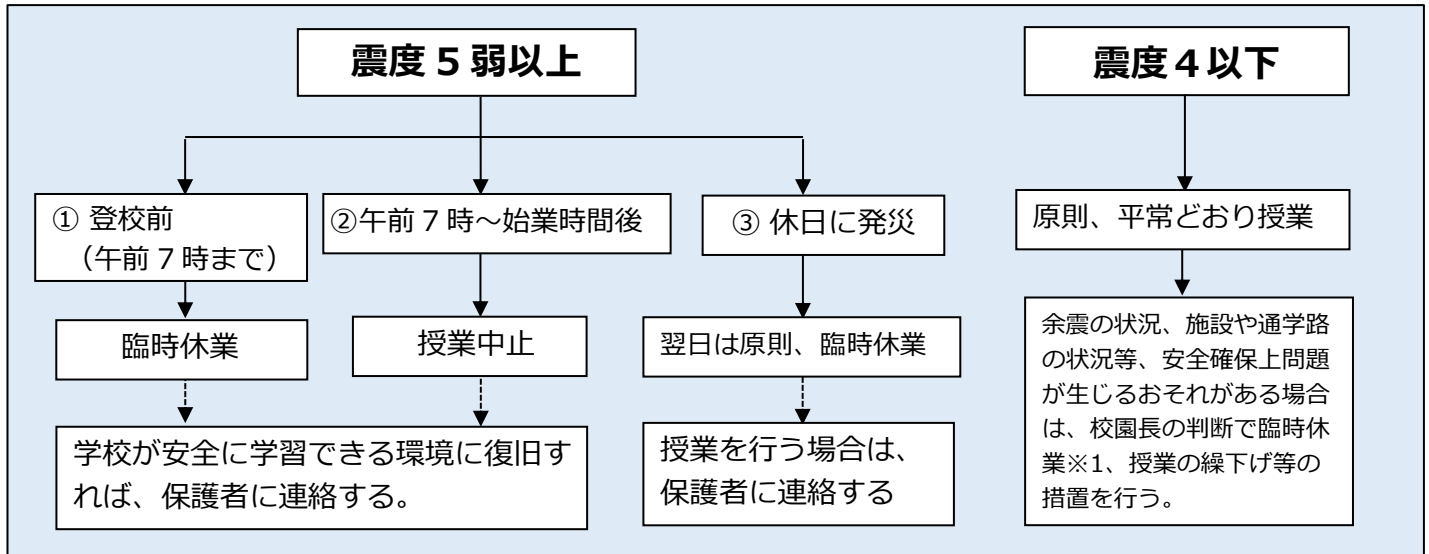 震度５弱以上
震度４以下
① 登校前
（午前７時まで）
②午前７時～始業時間後
③ 休日に発災
原則、平常どおり授業
臨時休業
授業中止
翌日は原則、臨時休業
余震の状況、施設や通学路
の状況等、安全確保上問題
が生じるおそれがある場合
は、校園長の判断で臨時休
業※1、授業の繰下げ等の
措置を行う。
学校が安全に学習できる環境に復旧す
れば、保護者に連絡する。
授業を行う場合は、
保護者に連絡する